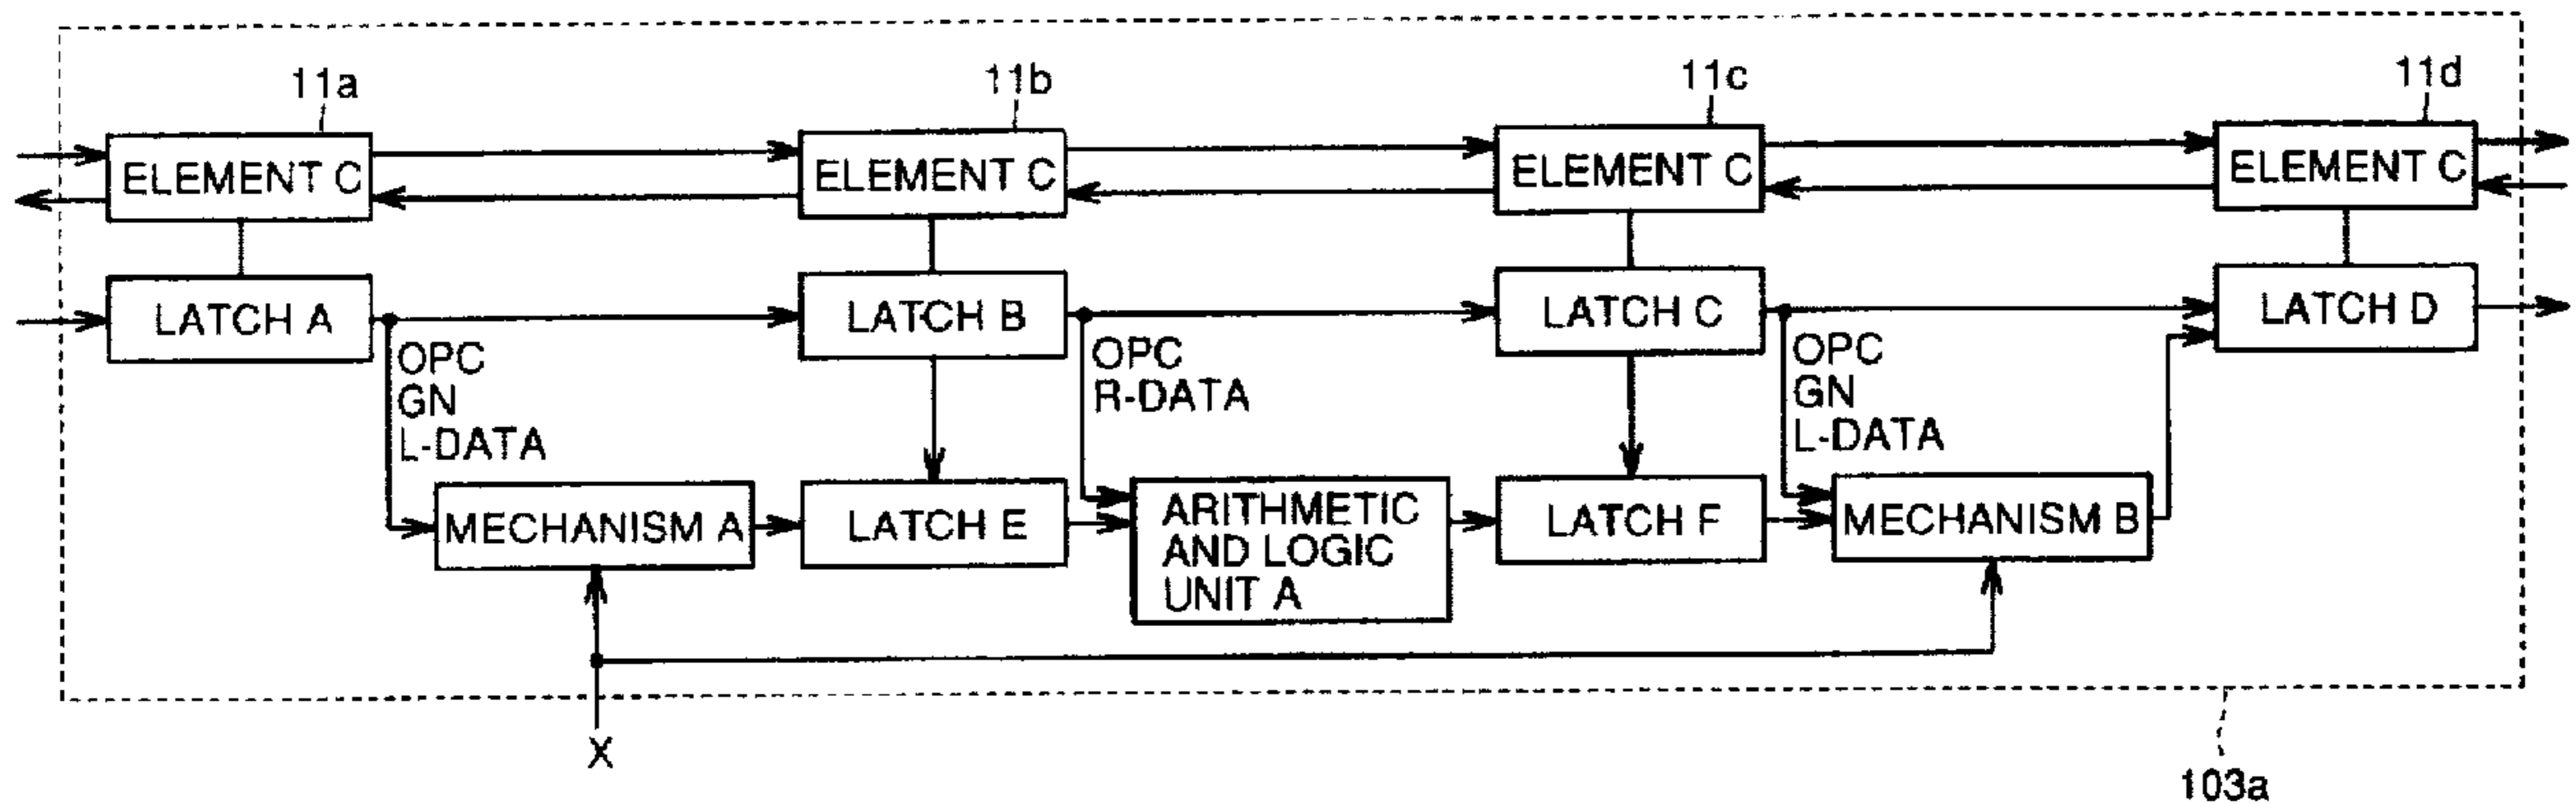 11a
11b
11c
11d
ELEMENT C
ELEMENT C
ELEMENT C
ELEMENT C
LATCH A
LATCH B
LATCH C
LATCH D
OPC
GN
L-DATA
OPC
R-DATA
OPC
GN
L-DATA
MECHANISM A
LATCH E
ARITHMETIC
AND LOGIC
UNIT A
LATCH F
MECHANISM B
X
103a